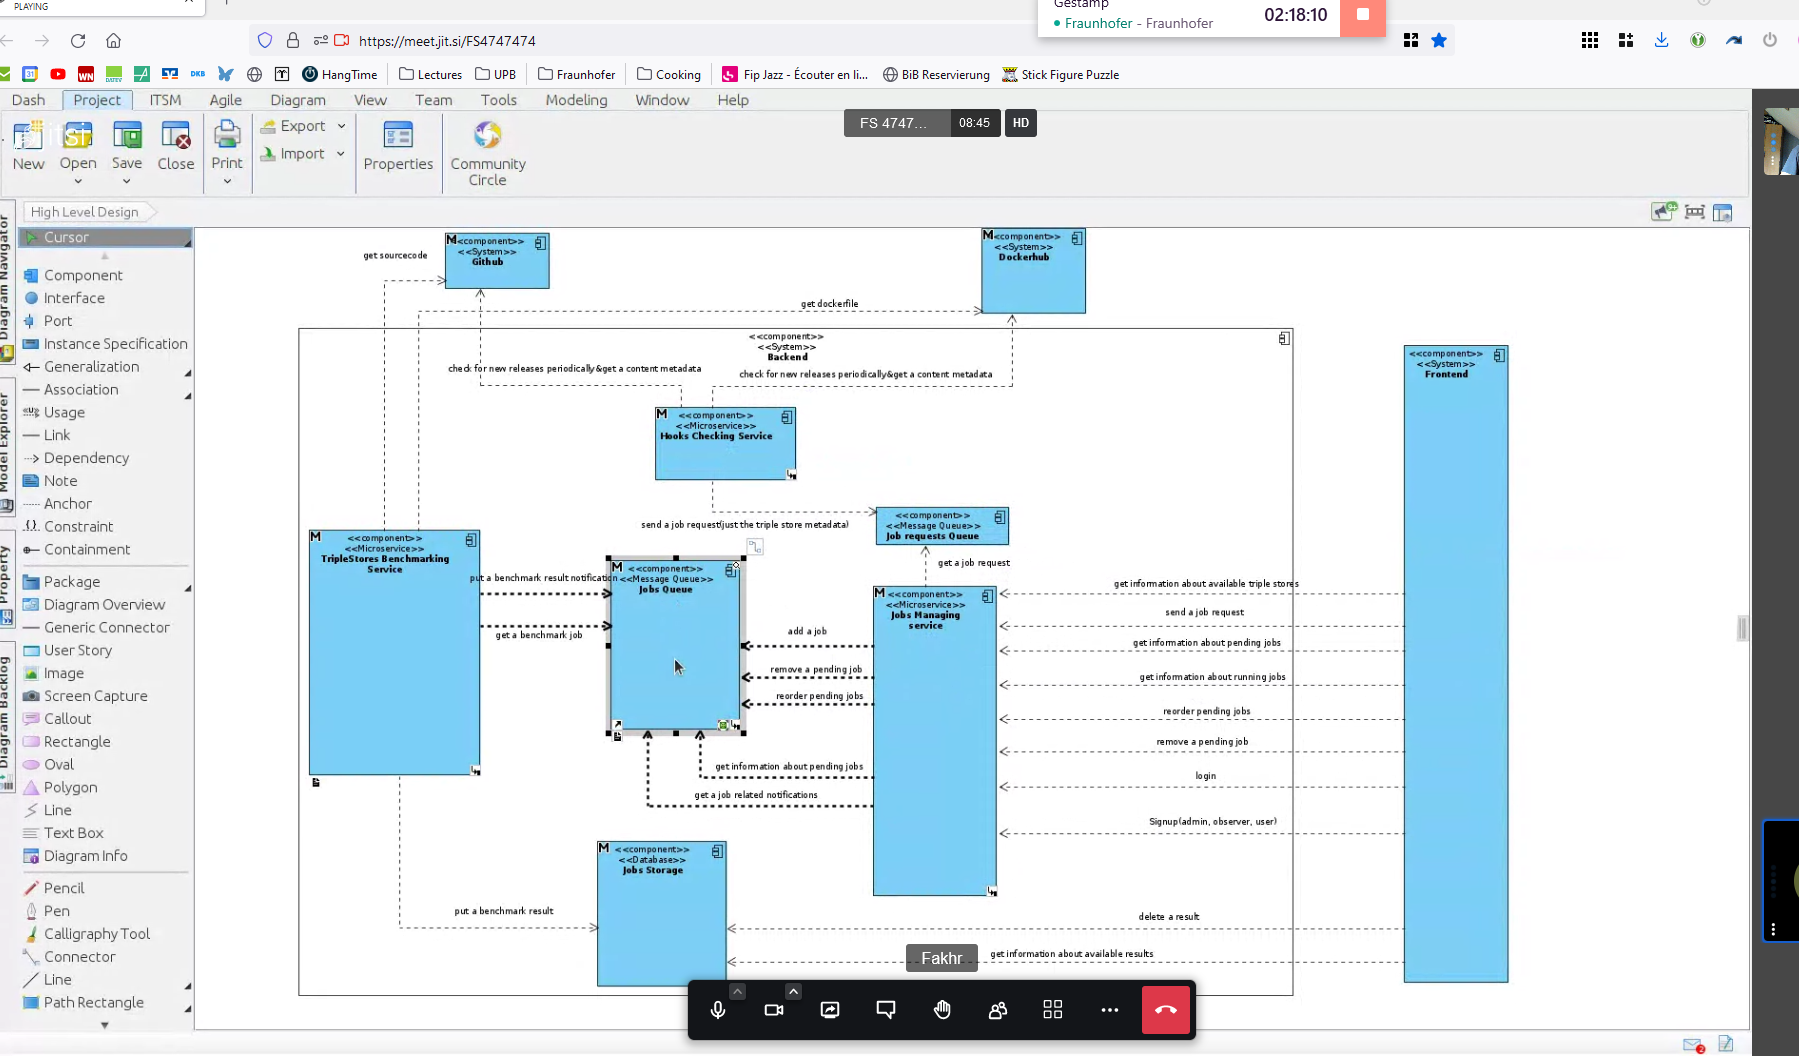 PLAYING
Gestamp
Fraunhofer - Fraunhofer
02:18:10
https://meet.jit.si/FS4747474
HangTime
Lectures
UPB
Fraunhofer
Cooking
Fip Jazz - Écouter en li...
BiB Reservierung
Stick Figure Puzzle
Dash
Project
ITSM
Agile
Diagram
View
Team
Tools
Modeling
Window
Help
FS 4747...
08:45
HD
New
Open
Save
Close
Print
Export
Import
Properties
Community
Circle
High Level Design
Diagram Navigator
Model Explorer
Property
Diagram Backlog
Cursor
Component
Interface
Port
Instance Specification
Generalization
Association
Usage
Link
Dependency
Note
Anchor
Constraint
Containment
Package
Diagram Overview
Generic Connector
User Story
Image
Screen Capture
Callout
Rectangle
Oval
Polygon
Line
Text Box
Diagram Info
Pencil
Pen
Calligraphy Tool
Connector
Line
Path Rectangle
get sourcecode
<<component>>
<<System>>
Github
<<component>>
<<System>>
Dockerhub
get dockerfile
<<component>>
<<System>>
Backend
check for new releases periodically&get a content metadata
check for new releases periodically&get a content metadata
<<component>>
<<System>>
Frontend
<<component>>
<<Microservice>>
Hooks Checking Service
send a job request(just the triple store metadata)
<<component>>
<<Message Queue>>
Job requests Queue
get a job request
<<component>>
<<Microservice>>
TripleStores Benchmarking
Service
put a benchmark result notification
get a benchmark job
<<Message Queue>>
Jobs Queue
<<component>>
<<component>>
<<Microservice>>
Jobs Managing
service
add a job
remove a pending job
reorder pending jobs
get information about pending jobs
get a job related notifications
get information about available triple stores
send a job request
get information about pending jobs
get information about running jobs
reorder pending jobs
remove a pending job
login
Signup(admin, observer, user)
<<component>>
<<Database>>
Jobs Storage
put a benchmark result
delete a result
get information about available results
Fakhr